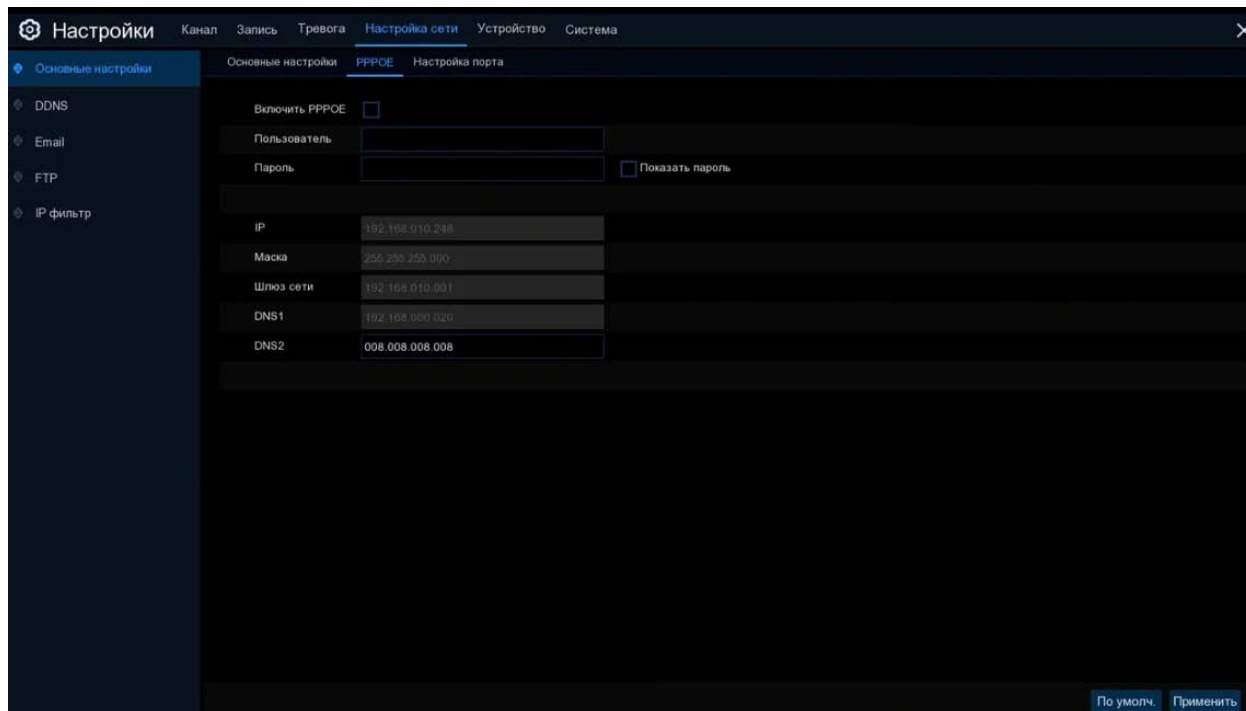 Настройки Канал Запись Тревога Настройка сети Устройство Система
Основные настройки
DDNS
Email
FTP
IP фильтр
Основные настройки PPPOE Настройка порта
Включить PPPOE
Пользователь
Пароль Показать пароль
IP 192.168.010.248
Маска 255.255.255.000
Шлюз сети 192.168.010.001
DNS1 192.168.000.020
DNS2 008.008.008.008
По умолч. Применить